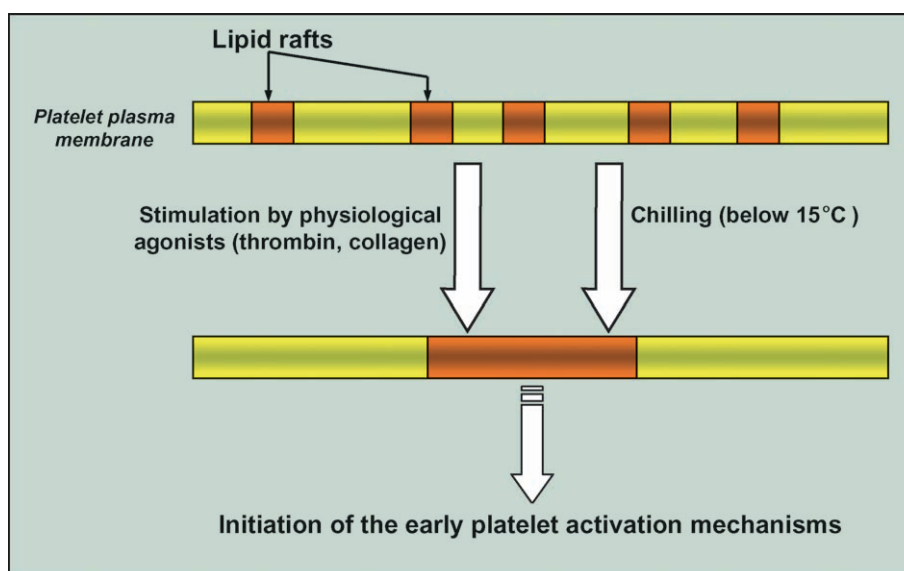 Lipid rafts
Platelet plasma
membrane
Stimulation by physiological
agonists (thrombin, collagen)
Chilling (below 15°C )
Initiation of the early platelet activation mechanisms